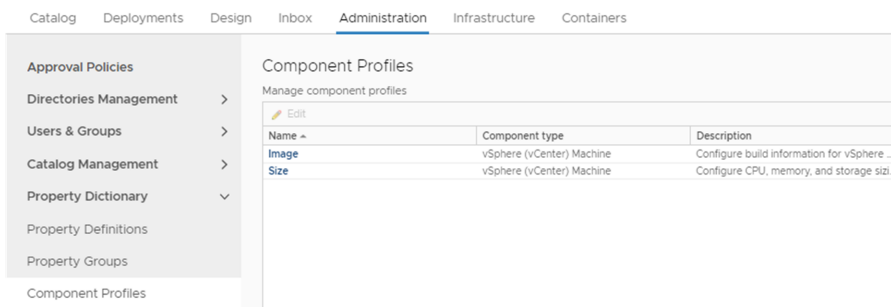 Catalog Deployments Design Inbox Administration Infrastructure Containers
Approval Policies
Directories Management
Users & Groups
Catalog Management
Property Dictionary
Property Definitions
Property Groups
Component Profiles
Component Profiles
Manage component profiles
Edit
Name Component type Description
Image vSphere (vCenter) Machine Configure build information for vSphere ...
Size vSphere (vCenter) Machine Configure CPU, memory, and storage sizi